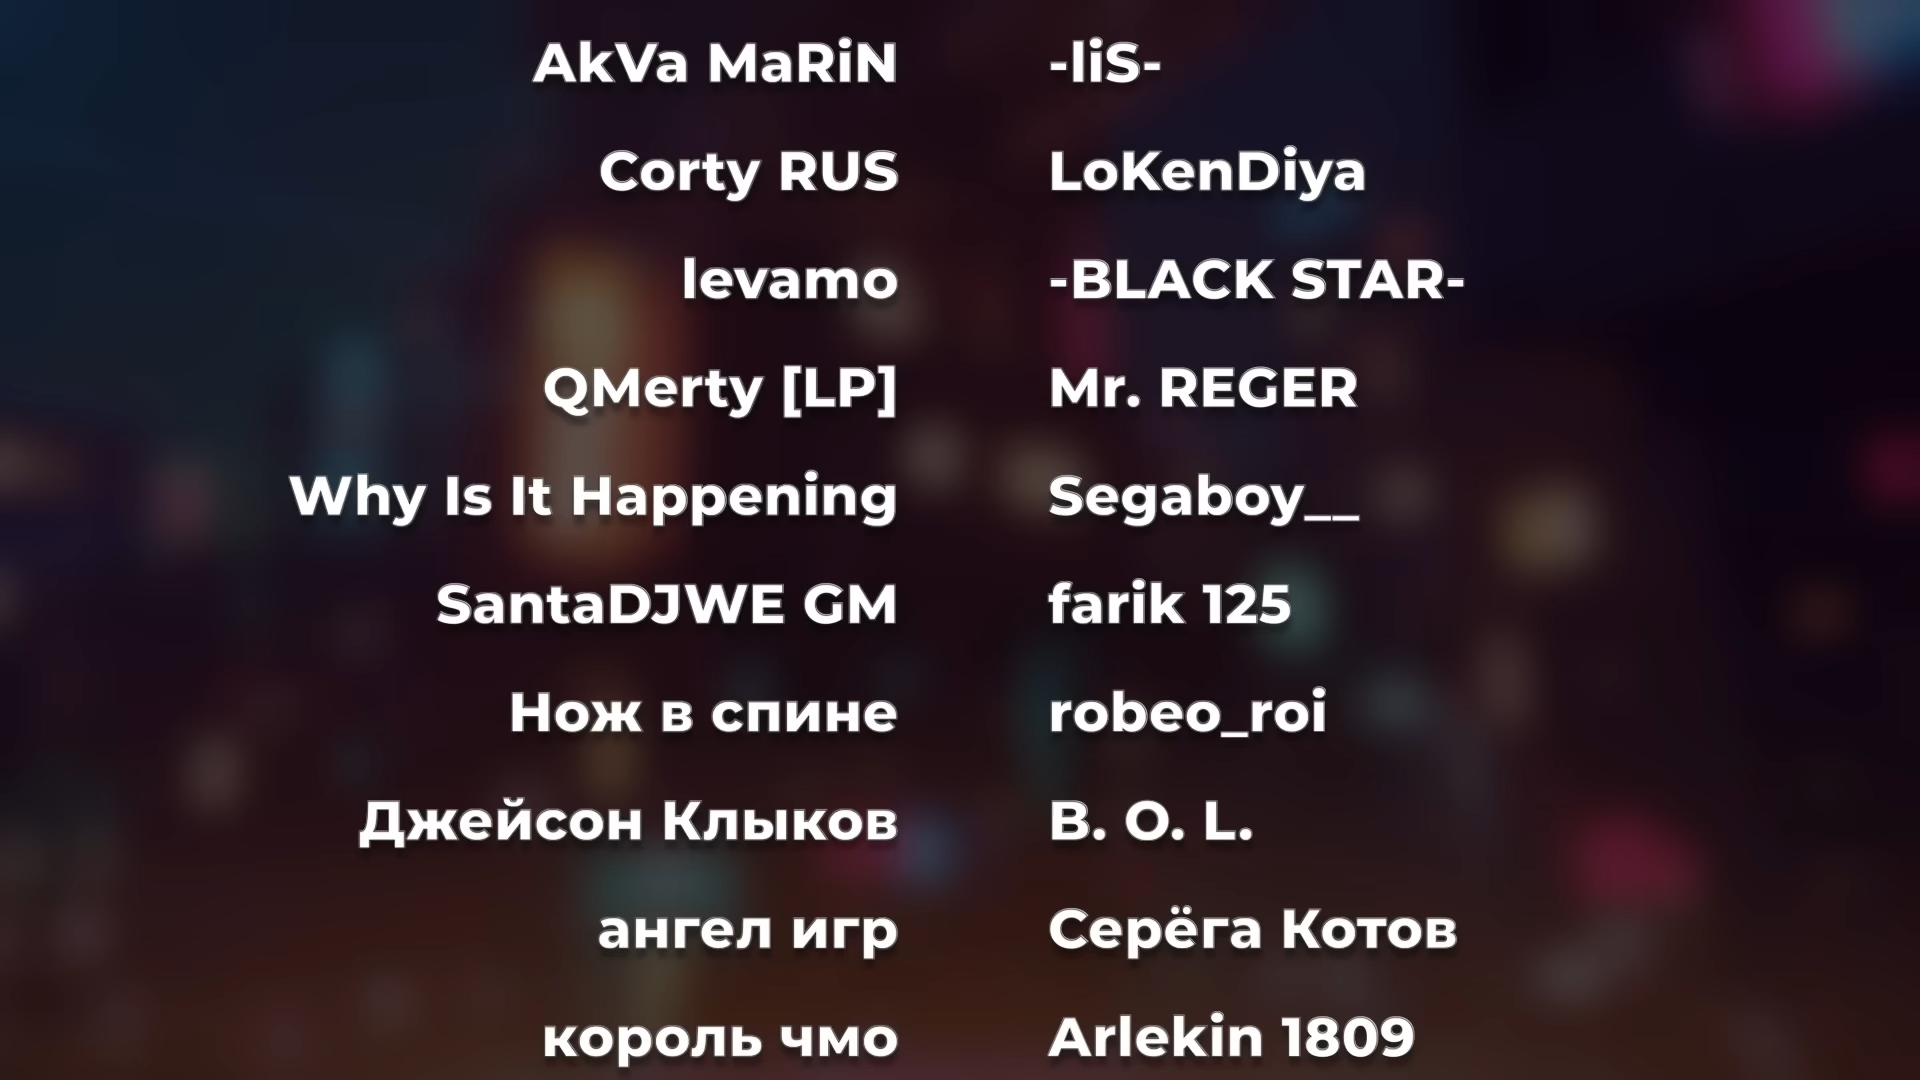 AkVa MaRiN -liS-
Corty RUS LoKenDiya
levamo -BLACK STAR-
QMerty [LP] Mr. REGER
Why Is It Happening Segaboy__
SantaDJWE GM farik 125
Нож в спине robeo_roi
Джейсон Клыков B. O. L.
ангел игр Серёга Котов
король чмо Arlekin 1809